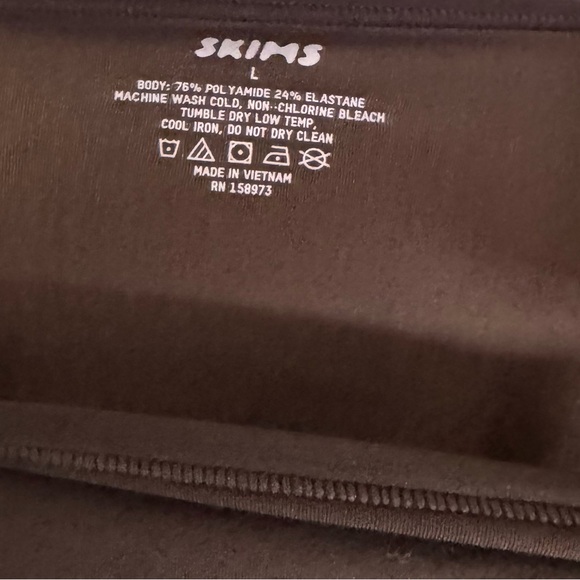 SKIMS
L
BODY: 76% POLYAMIDE 24% ELASTANE
MACHINE WASH COLD, NON-CHLORINE BLEACH
TUMBLE DRY LOW TEMP,
COOL IRON, DO NOT DRY CLEAN
MADE IN VIETNAM
RN 158973